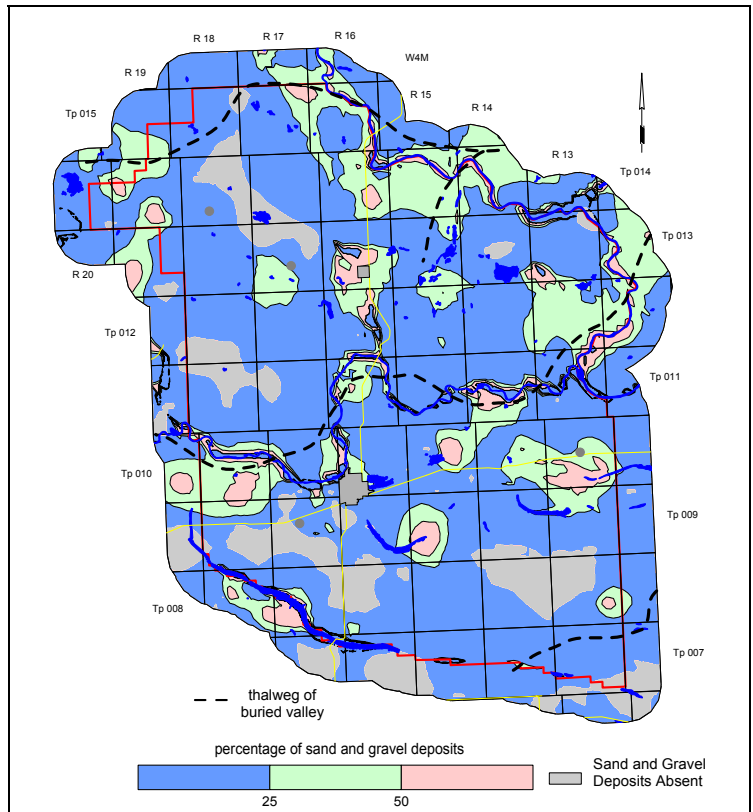 R 16
R 17
R 18
W4M
R 19
R 15
Tp 015
R 14
R 13
Tp 014
Tp 013
R 20
Tp 012
Tp 011
Tp 010
Tp 009
Tp 008
Tp 007
thalweg of
buried valley
percentage of sand and gravel deposits
25
50
Sand and Gravel
Deposits Absent